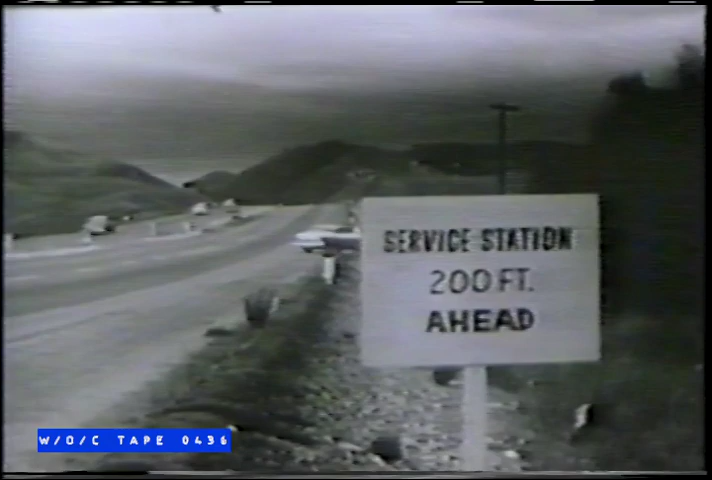 SERVICE STATION
200 FT.
AHEAD
W/O/C TAPE 0436